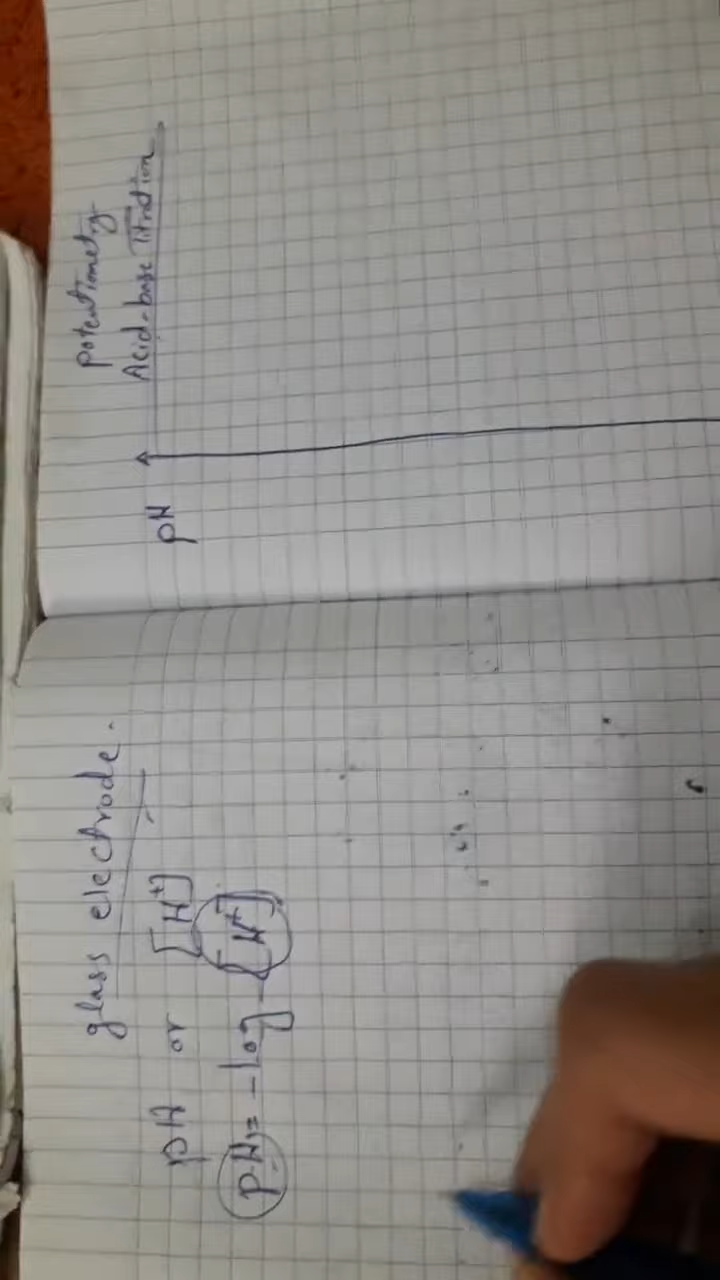 glass electrode.
pH or [H+]
pH = -log [H+]
potentiometry
Acid-base Titration
pH